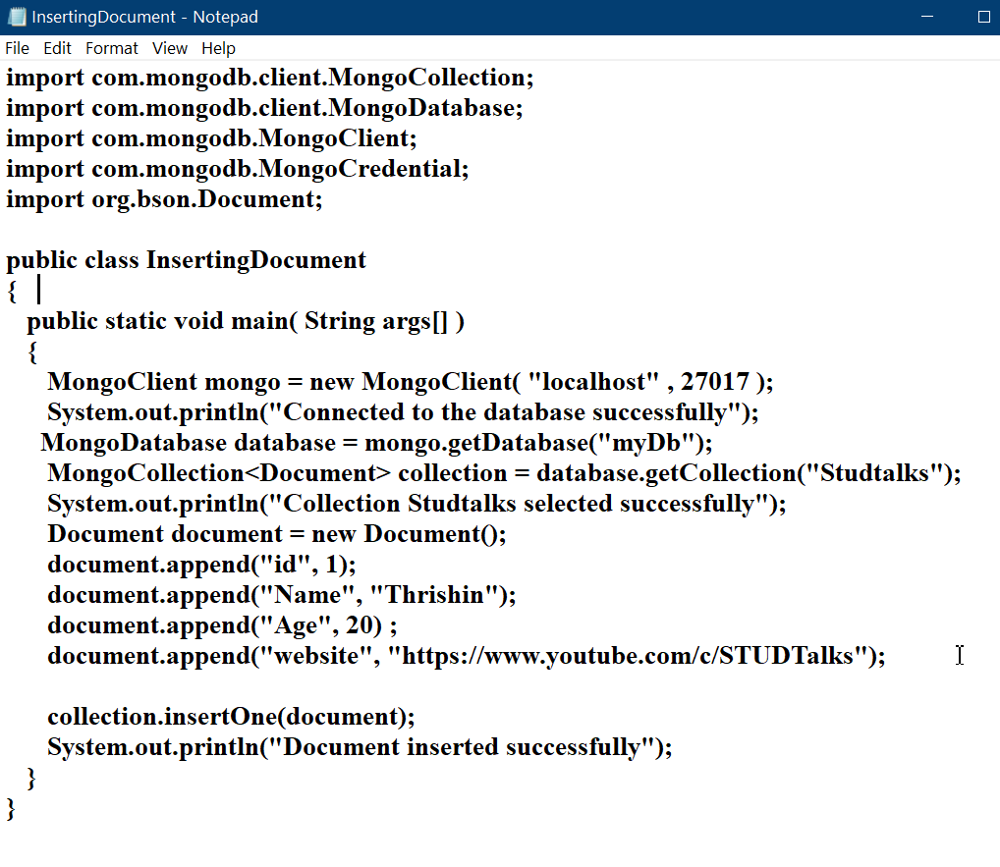 InsertingDocument - Notepad
File Edit Format View Help
import com.mongodb.client.MongoCollection;
import com.mongodb.client.MongoDatabase;
import com.mongodb.MongoClient;
import com.mongodb.MongoCredential;
import org.bson.Document;

public class InsertingDocument
{
   public static void main( String args[] )
   {
      MongoClient mongo = new MongoClient( "localhost" , 27017 );
      System.out.println("Connected to the database successfully");
     MongoDatabase database = mongo.getDatabase("myDb");
      MongoCollection<Document> collection = database.getCollection("Studtalks");
      System.out.println("Collection Studtalks selected successfully");
      Document document = new Document();
      document.append("id", 1);
      document.append("Name", "Thrishin");
      document.append("Age", 20) ;
      document.append("website", "https://www.youtube.com/c/STUDTalks");

      collection.insertOne(document);
      System.out.println("Document inserted successfully");
   }
}